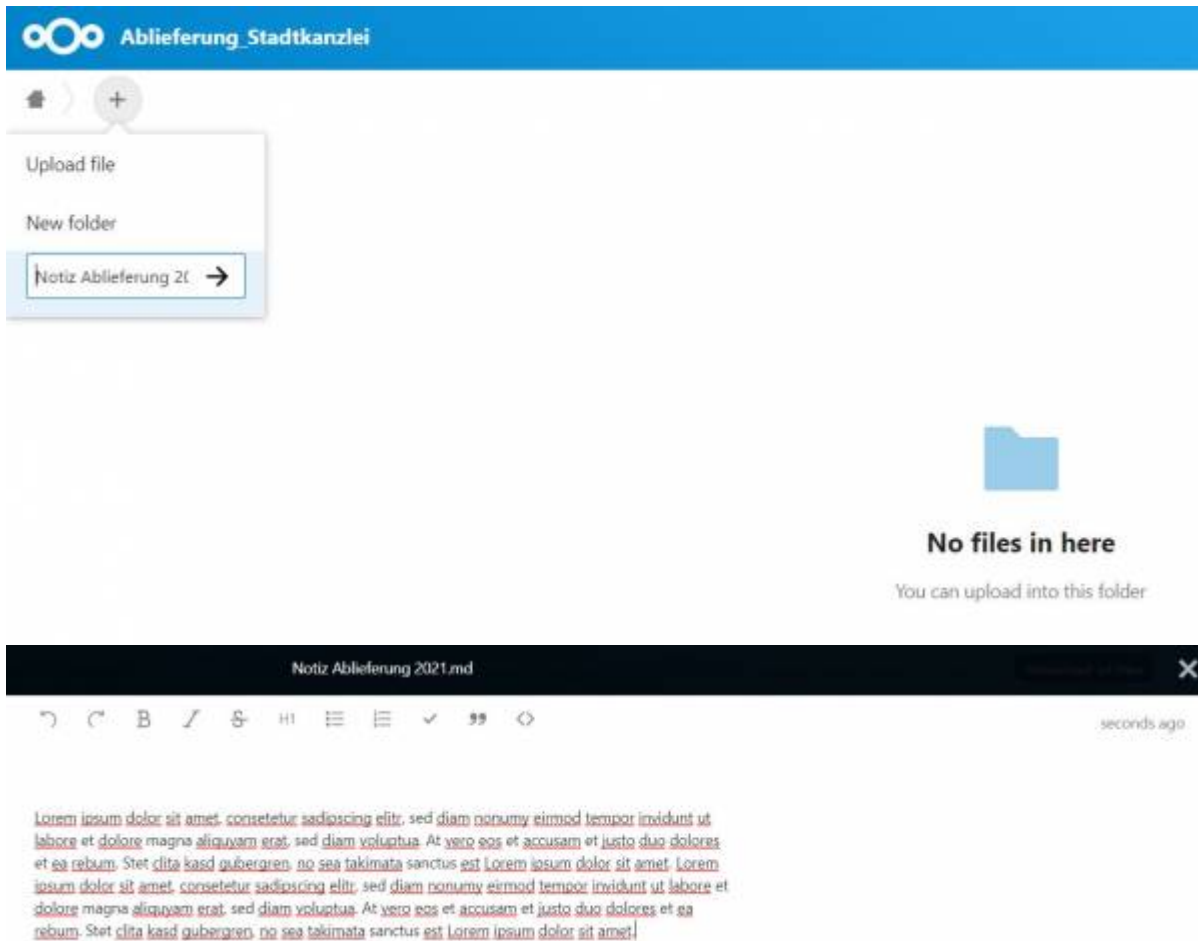 Ablieferung_Stadtkanzlei
+
Upload file
New folder
Notiz Ablieferung 2(
No files in here
You can upload into this folder
Notiz Ablieferung 2021.md
B I S H1 99 <>
seconds ago
Lorem ipsum dolor sit amet, consetetur sadipscing elitr, sed diam nonumy eirmod tempor invidunt ut
labore et dolore magna aliquyam erat, sed diam voluptua. At vero eos et accusam et justo duo dolores
et ea rebum. Stet clita kasd gubergren, no sea takimata sanctus est Lorem ipsum dolor sit amet. Lorem
ipsum dolor sit amet, consetetur sadipscing elitr, sed diam nonumy eirmod tempor invidunt ut labore et
dolore magna aliquyam erat, sed diam voluptua. At vero eos et accusam et justo duo dolores et ea
rebum. Stet clita kasd gubergren, no sea takimata sanctus est Lorem ipsum dolor sit amet.